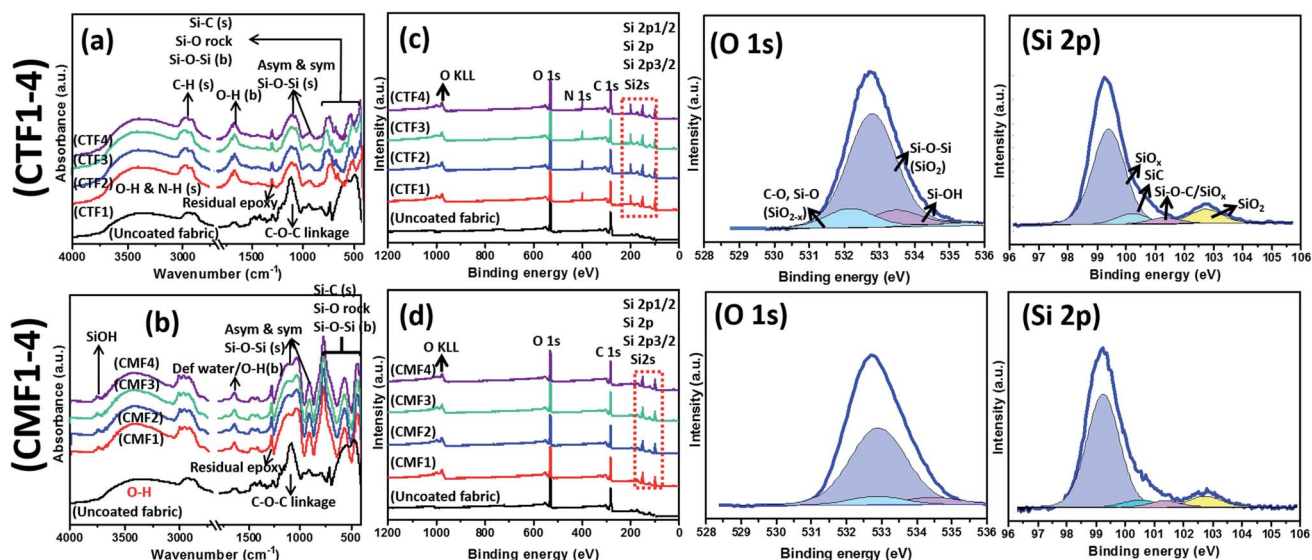 (CTF1-4)
(a)
Si-C (s)
Si-O rock
Si-O-Si (b)
Asym & sym
Si-O-Si (s)
C-H (s)
O-H (b)
(CTF4)
(CTF3)
(CTF2)
(CTF1)
O-H & N-H (s)
Residual epoxy
C-O-C linkage
(Uncoated fabric)
Absorbance (a.u.)
4000 3500 3000 2000 1500 1000 500
Wavenumber (cm⁻¹)
(c)
Si 2p1/2
Si 2p
Si 2p3/2
Si2s
O KLL
O 1s
N 1s
C 1s
(CTF4)
(CTF3)
(CTF2)
(CTF1)
(Uncoated fabric)
Intensity (a.u.)
1200 1000 800 600 400 200 0
Binding energy (eV)
(O 1s)
Si-O-Si
(SiO₂)
C-O, Si-O
(SiO₂₋ₓ)
Si-OH
Intensity (a.u.)
528 529 530 531 532 533 534 535 536
Binding energy (eV)
(Si 2p)
SiOₓ
SiC
Si-O-C/SiOₓ
SiO₂
Intensity (a.u.)
96 97 98 99 100 101 102 103 104 105 106
Binding energy (eV)
(CMF1-4)
(b)
Si-C (s)
Si-O rock
Si-O-Si (b)
Asym & sym
Si-O-Si (s)
SiOH
Def water/O-H(b)
(CMF4)
(CMF3)
(CMF2)
(CMF1)
Residual epoxy
O-H
C-O-C linkage
(Uncoated fabric)
Absorbance (a.u.)
4000 3500 3000 2000 1500 1000 500
Wavenumber (cm⁻¹)
(d)
Si 2p1/2
Si 2p
Si 2p3/2
Si2s
O KLL
O 1s
C 1s
(CMF4)
(CMF3)
(CMF2)
(CMF1)
(Uncoated fabric)
Intensity (a.u.)
1200 1000 800 600 400 200 0
Binding energy (eV)
(O 1s)
Intensity (a.u.)
528 529 530 531 532 533 534 535 536
Binding energy (eV)
(Si 2p)
Intensity (a.u.)
96 97 98 99 100 101 102 103 104 105 106
Binding energy (eV)